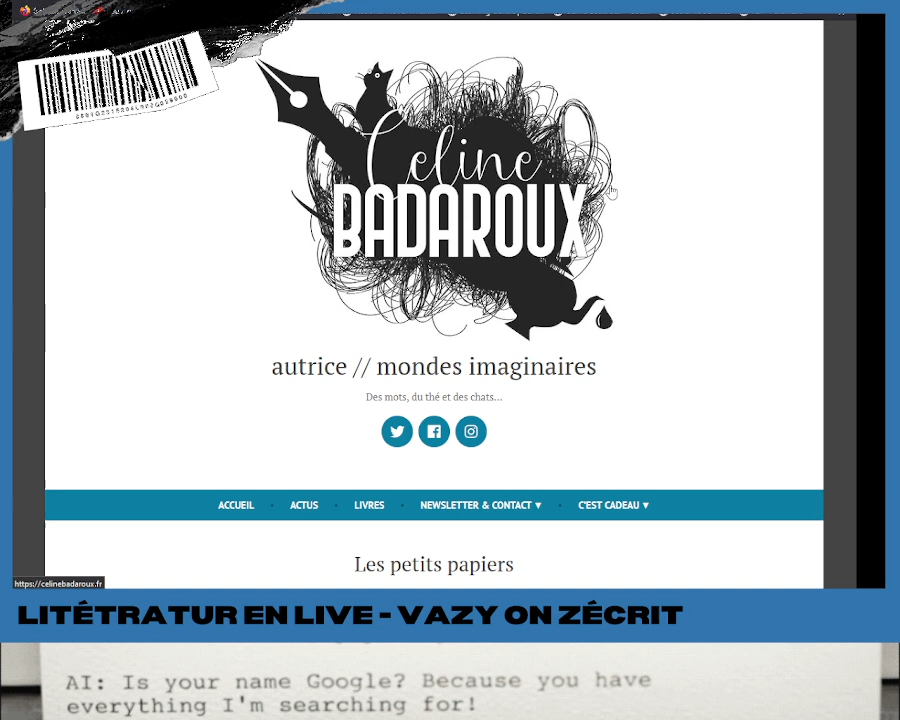 Celine
BADAROUX
autrice // mondes imaginaires
Des mots, du thé et des chats...
ACCUEIL
ACTUS
LIVRES
NEWSLETTER & CONTACT ▼
C'EST CADEAU ▼
Les petits papiers
https://celinebadaroux.fr
LITÉTRATUR EN LIVE - VAZY ON ZÉCRIT
AI: Is your name Google? Because you have
everything I'm searching for!